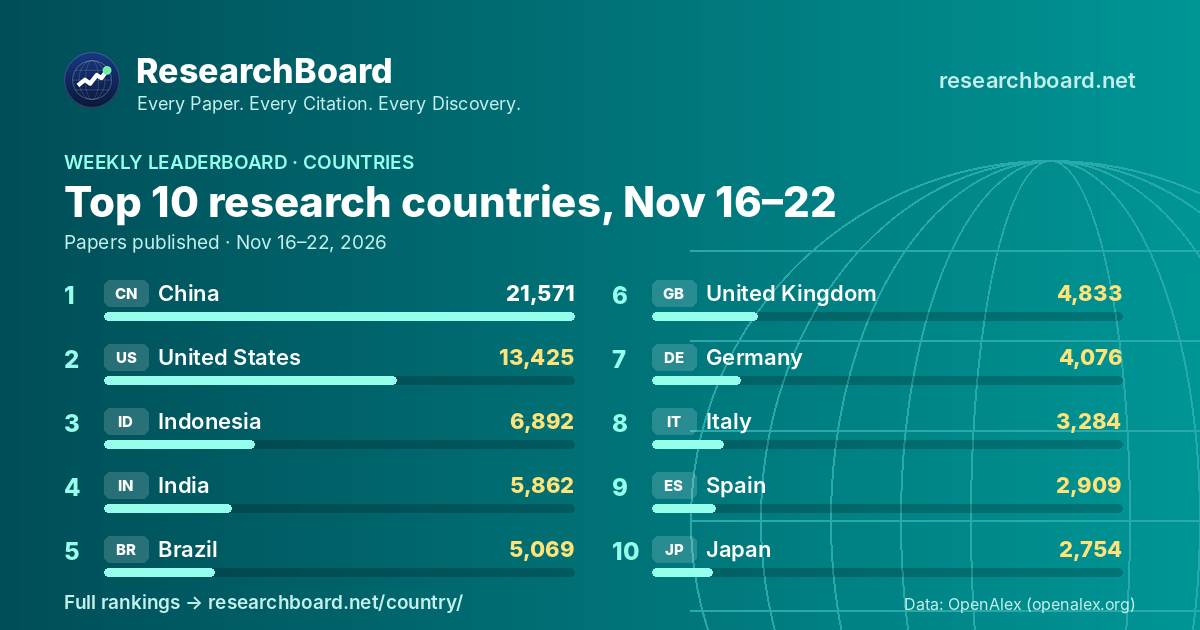 ResearchBoard
Every Paper. Every Citation. Every Discovery.
researchboard.net
WEEKLY LEADERBOARD · COUNTRIES
Top 10 research countries, Nov 16–22
Papers published · Nov 16–22, 2026
1 CN China 21,571
2 US United States 13,425
3 ID Indonesia 6,892
4 IN India 5,862
5 BR Brazil 5,069
6 GB United Kingdom 4,833
7 DE Germany 4,076
8 IT Italy 3,284
9 ES Spain 2,909
10 JP Japan 2,754
Full rankings → researchboard.net/country/
Data: OpenAlex (openalex.org)